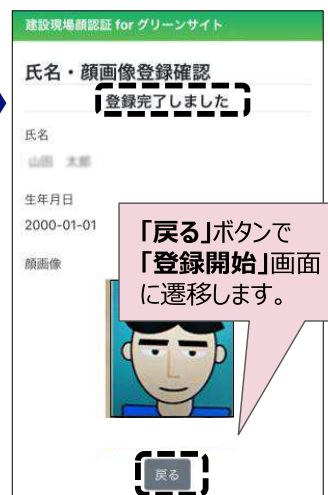 建設現場顔認証 for グリーンサイト
氏名・顔画像登録確認
登録完了しました
氏名
山田 太郎
生年月日
2000-01-01
顔画像
「戻る」ボタンで
「登録開始」画面
に遷移します。
戻る